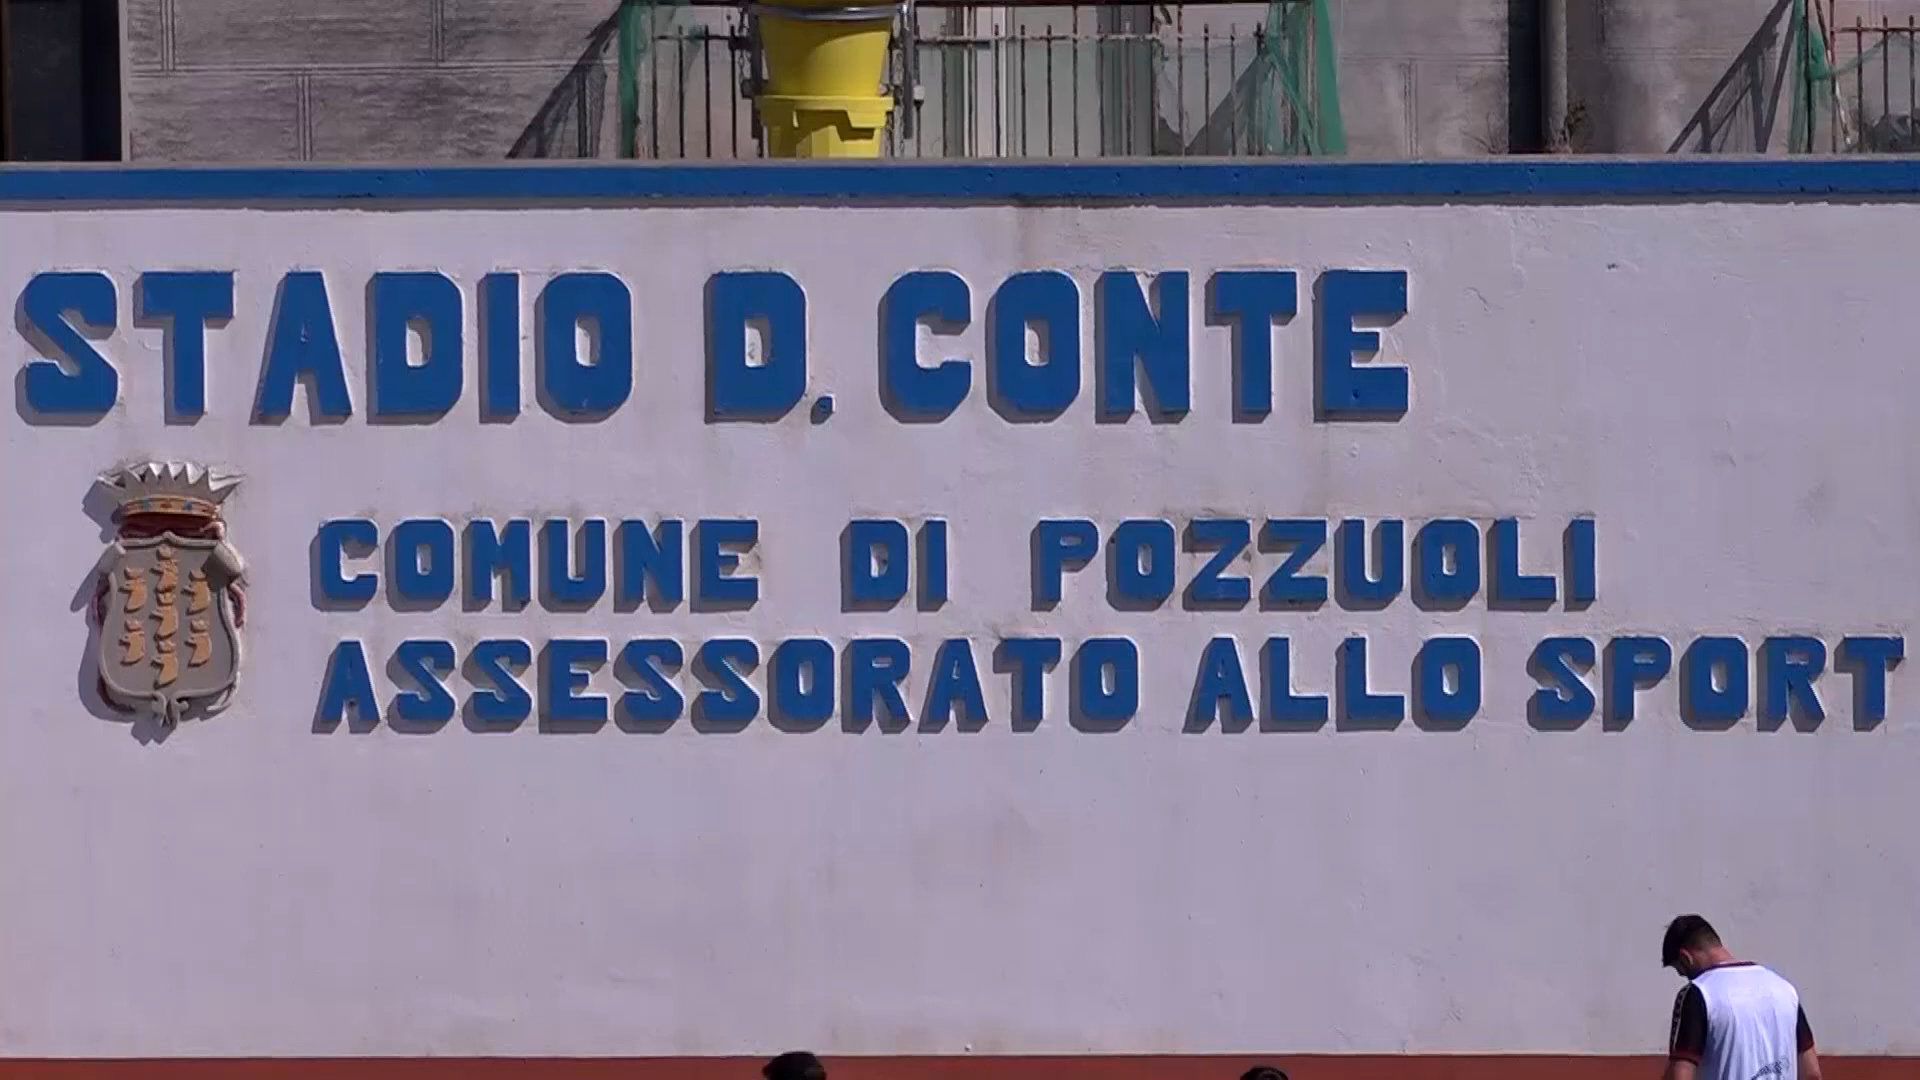 STADIO D. CONTE
COMUNE DI POZZUOLI
ASSESSORATO ALLO SPORT